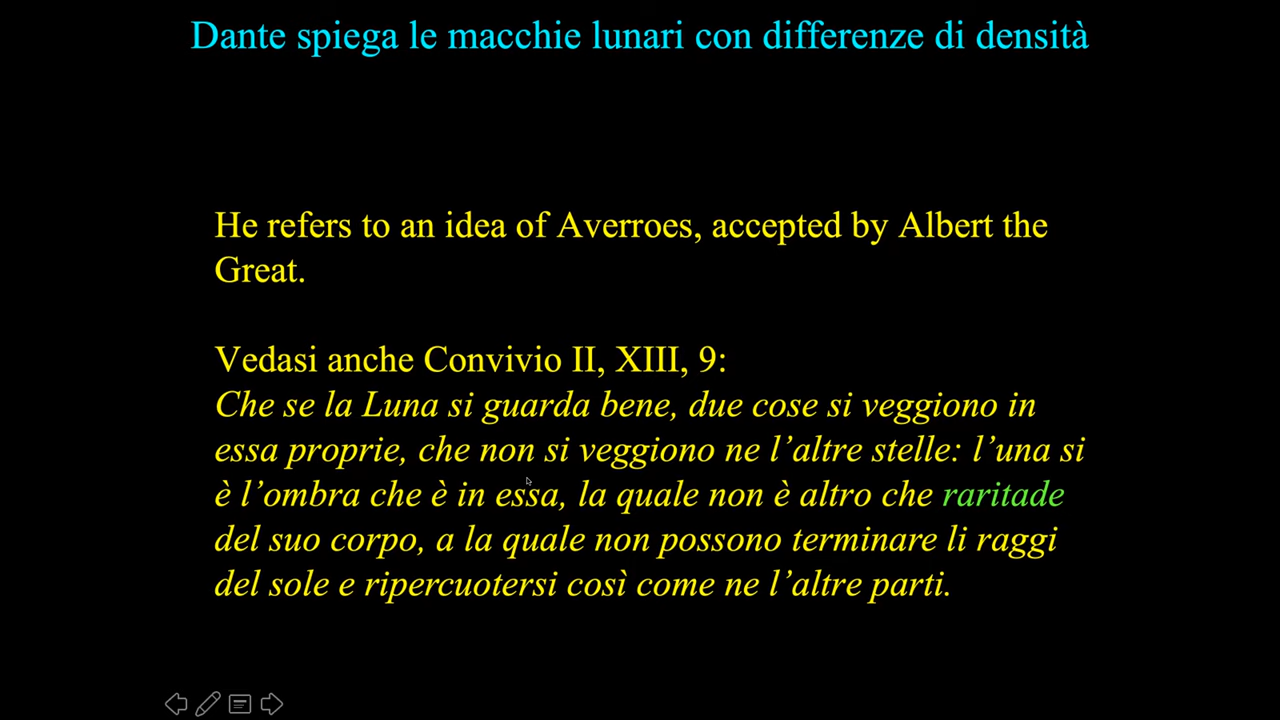 Dante spiega le macchie lunari con differenze di densità
He refers to an idea of Averroes, accepted by Albert the
Great.
Vedasi anche Convivio II, XIII, 9:
Che se la Luna si guarda bene, due cose si veggiono in
essa proprie, che non si veggiono ne l’altre stelle: l’una si
è l’ombra che è in essa, la quale non è altro che raritade
del suo corpo, a la quale non possono terminare li raggi
del sole e ripercuotersi così come ne l’altre parti.